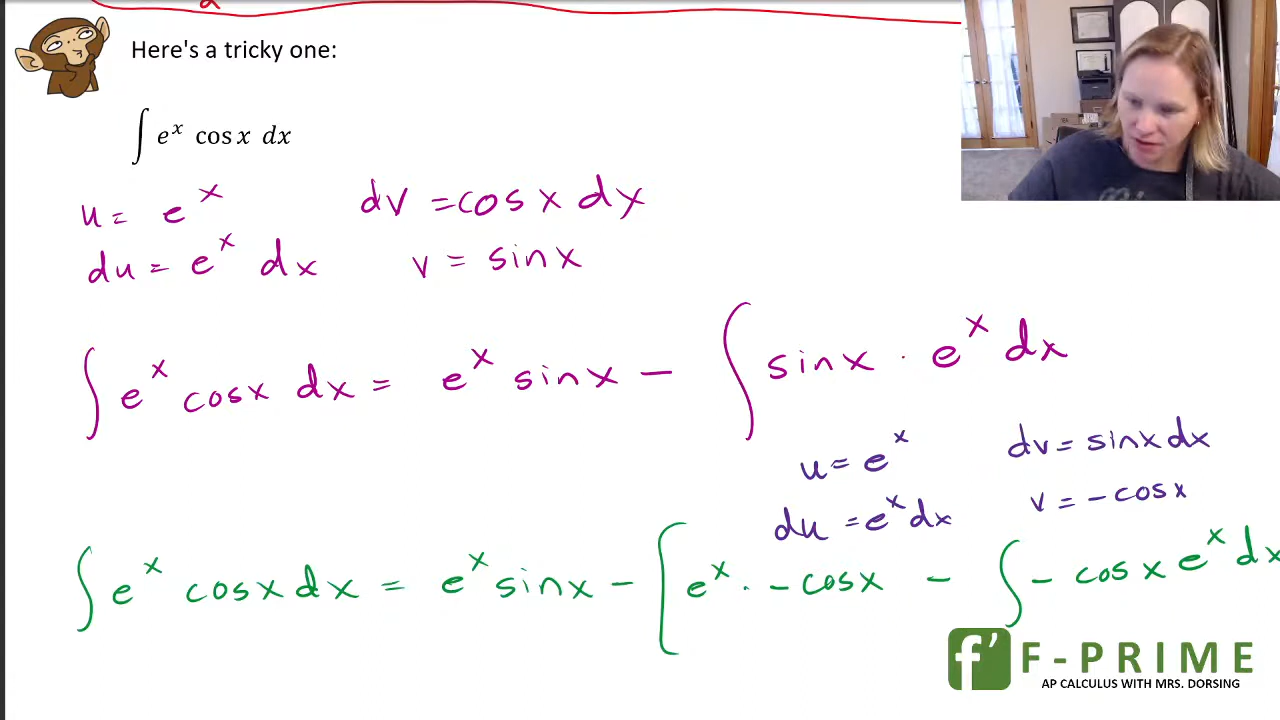 Here's a tricky one:
∫ eˣ cos x dx
u = eˣ    dv = cos x dx
du = eˣ dx    v = sin x
∫ eˣ cos x dx = eˣ sin x − ∫ sin x · eˣ dx
u = eˣ    dv = sin x dx
du = eˣ dx    v = − cos x
∫ eˣ cos x dx = eˣ sin x − [ eˣ · − cos x − ∫ − cos x eˣ dx
f' F-PRIME
AP CALCULUS WITH MRS. DORSING